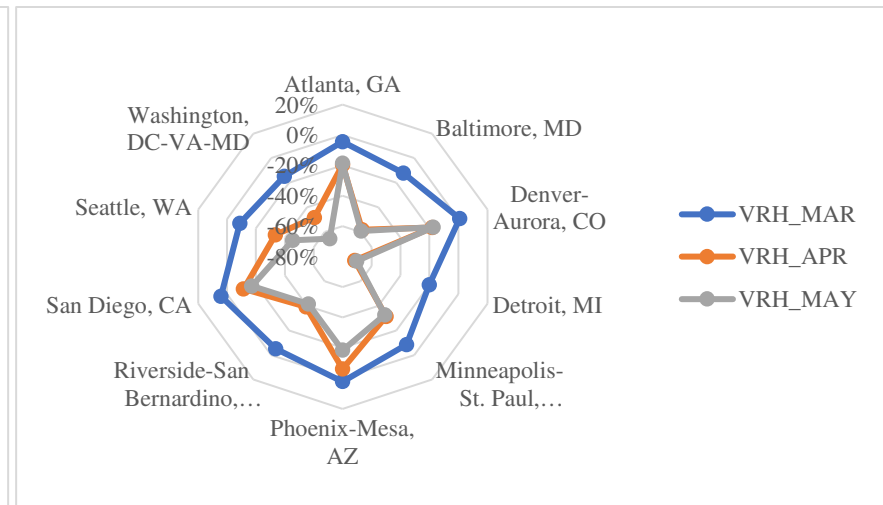 Atlanta, GA
20%
0%
-20%
-40%
-60%
-80%
Baltimore, MD
Denver-
Aurora, CO
Detroit, MI
Minneapolis-
St. Paul,…
Phoenix-Mesa,
AZ
Riverside-San
Bernardino,…
San Diego, CA
Seattle, WA
Washington,
DC-VA-MD
VRH_MAR
VRH_APR
VRH_MAY